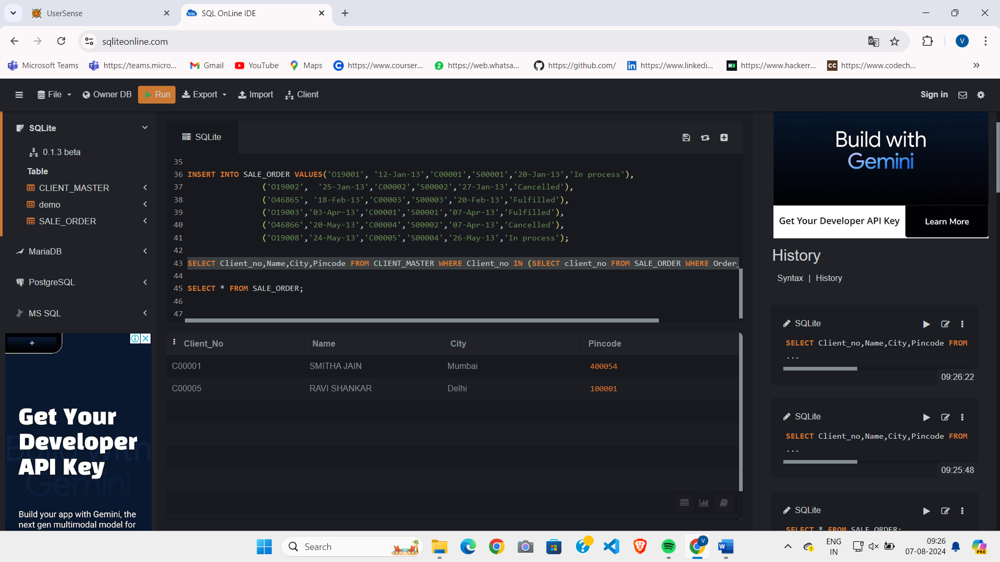 UserSense
SQL OnLine IDE
sqliteonline.com
Microsoft Teams
https://teams.micro...
Gmail
YouTube
Maps
https://www.courser...
https://web.whatsa...
https://github.com/
https://www.linkedi...
https://www.hackerr...
https://www.codech...
File
Owner DB
Run
Export
Import
Client
Sign in
SQLite
0.1.3 beta
Table
CLIENT_MASTER
demo
SALE_ORDER
MariaDB
PostgreSQL
MS SQL
Get Your
Developer
API Key
Build your app with Gemini, the
next gen multimodal model for
SQLite
35
36 INSERT INTO SALE_ORDER VALUES('O19001', '12-Jan-13','C00001','S00001','20-Jan-13','In process'),
37 ('O19002',  '25-Jan-13','C00002','S00002','27-Jan-13','Cancelled'),
38 ('O46865', '18-Feb-13','C00003','S00003','20-Feb-13','Fulfilled'),
39 ('O19003','03-Apr-13','C00001','S00001','07-Apr-13','Fulfilled'),
40 ('O46866','20-May-13','C00004','S00002','07-Apr-13','Cancelled'),
41 ('O19008','24-May-13','C00005','S00004','26-May-13','In process');
42
43 SELECT Client_no,Name,City,Pincode FROM CLIENT_MASTER WHERE Client_no IN (SELECT client_no FROM SALE_ORDER WHERE Order_
44
45 SELECT * FROM SALE_ORDER;
46
47
Client_No Name City Pincode
C00001 SMITHA JAIN Mumbai 400054
C00005 RAVI SHANKAR Delhi 100001
Build with
Gemini
Get Your Developer API Key
Learn More
History
Syntax | History
SQLite
SELECT Client_no,Name,City,Pincode FROM
...
09:26:22
SQLite
SELECT Client_no,Name,City,Pincode FROM
...
09:25:48
SQLite
SELECT * FROM SALE_ORDER;
Search
ENG
IN
09:26
07-08-2024